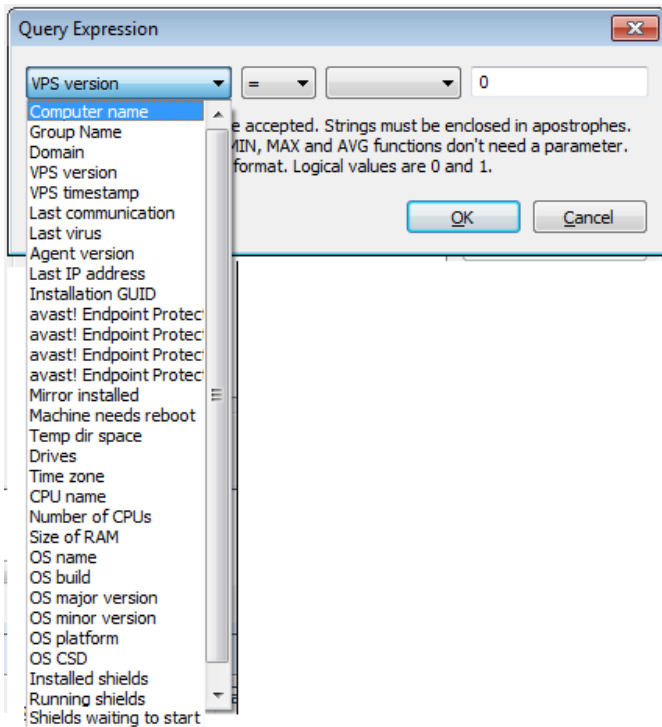 Query Expression
VPS version = 0
Computer name
Group Name
Domain
VPS version
VPS timestamp
Last communication
Last virus
Agent version
Last IP address
Installation GUID
avast! Endpoint Protec
avast! Endpoint Protec
avast! Endpoint Protec
avast! Endpoint Protec
Mirror installed
Machine needs reboot
Temp dir space
Drives
Time zone
CPU name
Number of CPUs
Size of RAM
OS name
OS build
OS major version
OS minor version
OS platform
OS CSD
Installed shields
Running shields
Shields waiting to start
e accepted. Strings must be enclosed in apostrophes.
MIN, MAX and AVG functions don't need a parameter.
format. Logical values are 0 and 1.
OK Cancel